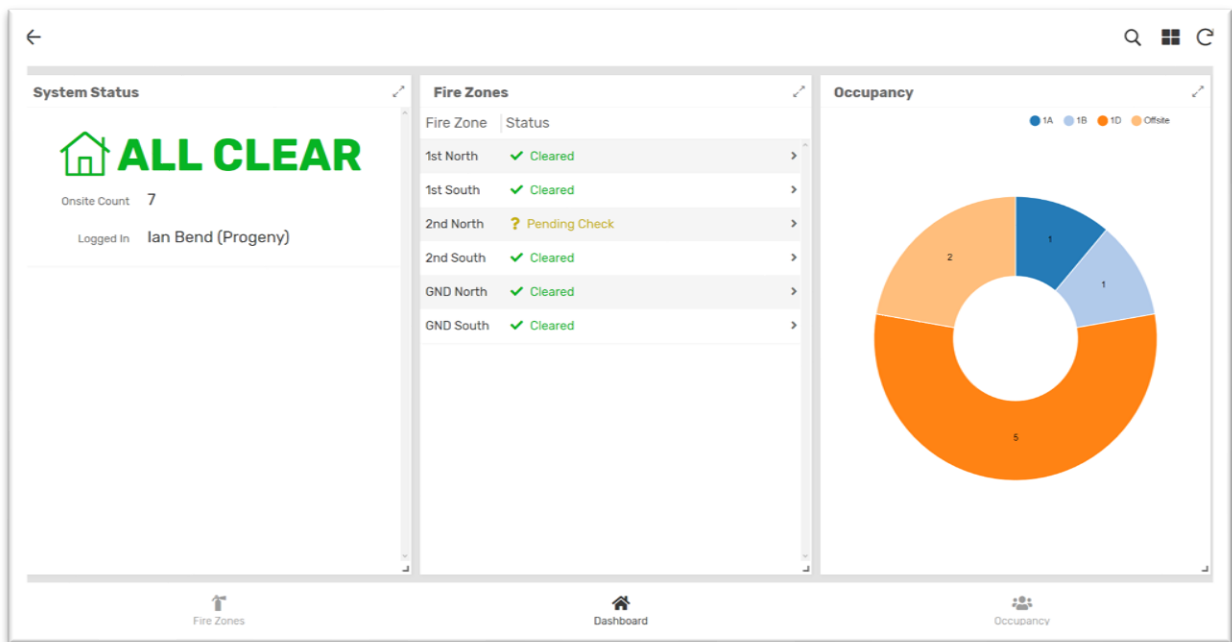 System Status
ALL CLEAR
Onsite Count 7
Logged In Ian Bend (Progeny)
Fire Zones
Fire Zone Status
1st North Cleared
1st South Cleared
2nd North ? Pending Check
2nd South Cleared
GND North Cleared
GND South Cleared
Occupancy
1A 1B 1D Offsite
1
2
1
5
Fire Zones
Dashboard
Occupancy